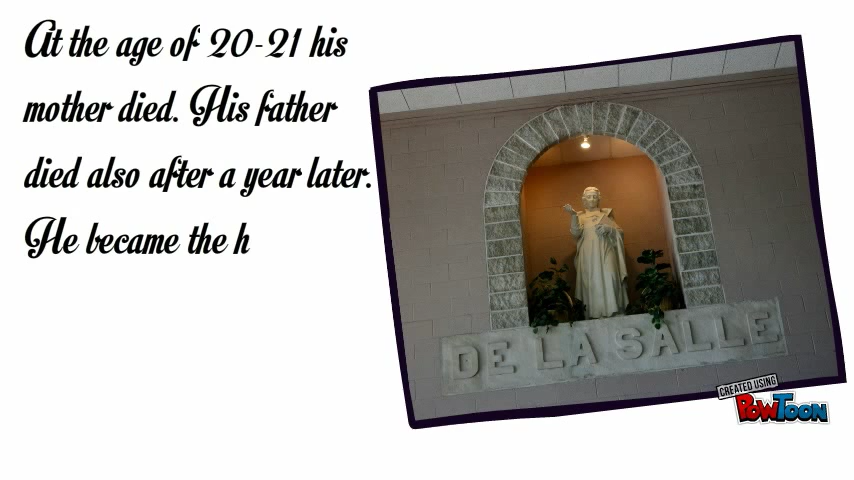 At the age of 20-21 his
mother died. His father
died also after a year later.
He became the h
DE LA SALLE
CREATED USING
POWTOON